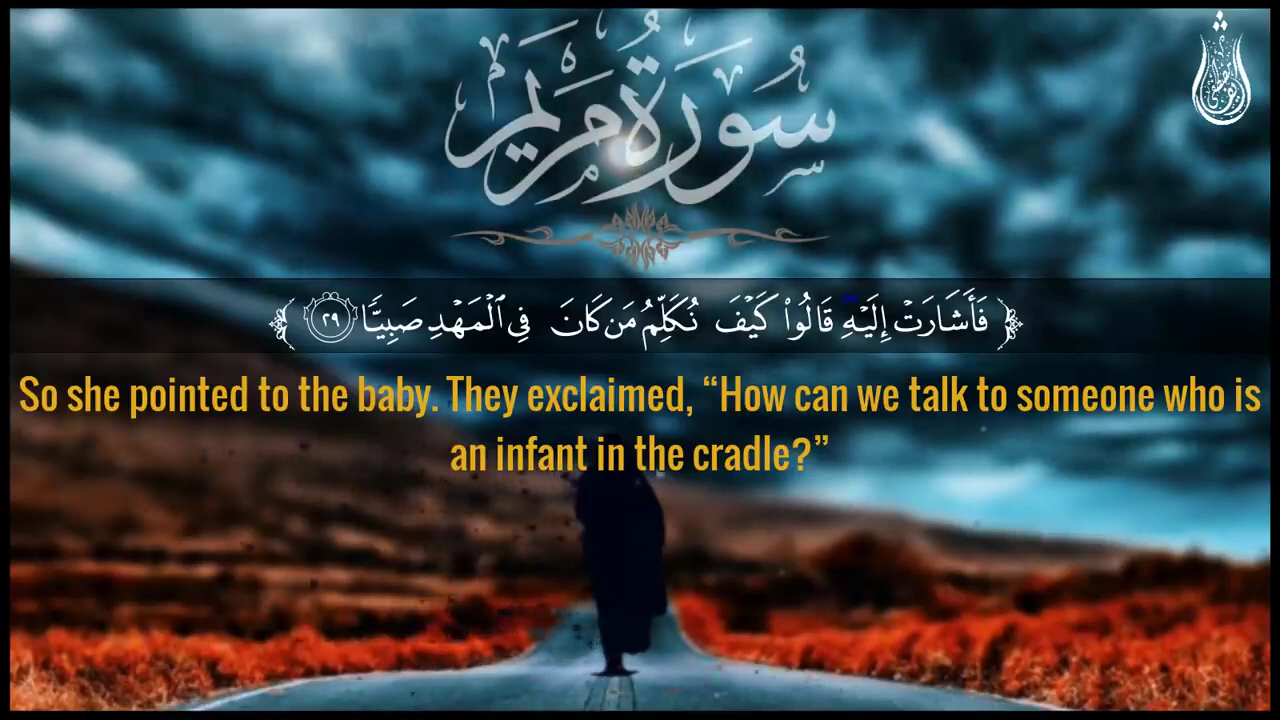 سُورَةُ مَرْيَم
فَأَشَارَتْ إِلَيْهِ ۖ قَالُوا۟ كَيْفَ نُكَلِّمُ مَن كَانَ فِى ٱلْمَهْدِ صَبِيًّا ٢٩
So she pointed to the baby. They exclaimed, “How can we talk to someone who is
an infant in the cradle?”